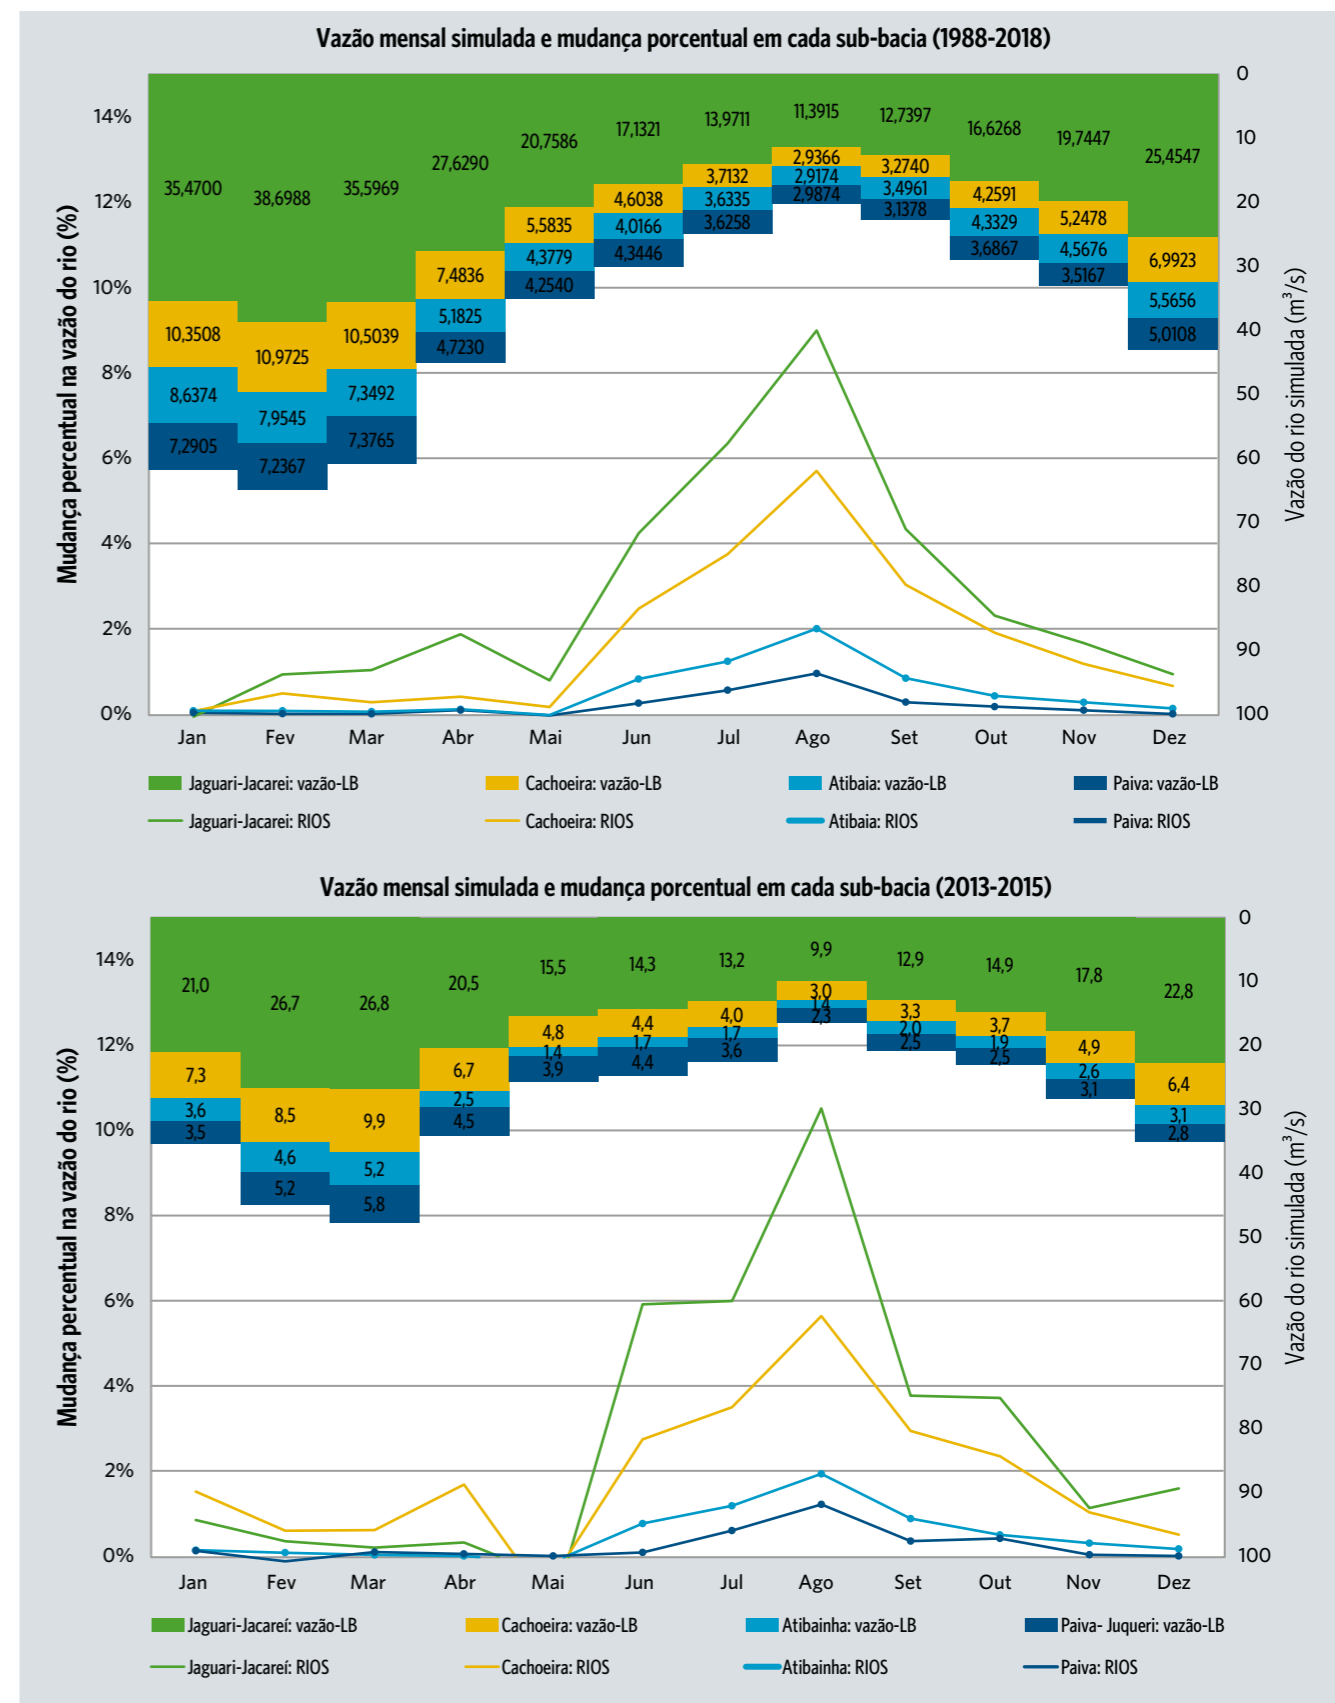 Vazão mensal simulada e mudança porcentual em cada sub-bacia (1988-2018)
Mudança percentual na vazão do rio (%)
14%
12%
10%
8%
6%
4%
2%
0%
35,4700 38,6988 35,5969 27,6290 20,7586 17,1321 13,9711 11,3915 12,7397 16,6268 19,7447 25,4547
10,3508 10,9725 10,5039 7,4836 5,5835 4,6038 3,7132 2,9366 3,2740 4,2591 5,2478 6,9923
8,6374 7,9545 7,3492 5,1825 4,3779 4,0166 3,6335 2,9174 3,4961 4,3329 4,5676 5,5656
7,2905 7,2367 7,3765 4,7230 4,2540 4,3446 3,6258 2,9874 3,1378 3,6867 3,5167 5,0108
0
10
20
30
40
50
60
70
80
90
100
Vazão do rio simulada (m³/s)
Jan Fev Mar Abr Mai Jun Jul Ago Set Out Nov Dez
Jaguari-Jacarei: vazão-LB Cachoeira: vazão-LB Atibaia: vazão-LB Paiva: vazão-LB
Jaguari-Jacarei: RIOS Cachoeira: RIOS Atibaia: RIOS Paiva: RIOS
Vazão mensal simulada e mudança porcentual em cada sub-bacia (2013-2015)
Mudança percentual na vazão do rio (%)
14%
12%
10%
8%
6%
4%
2%
0%
21,0 26,7 26,8 20,5 15,5 14,3 13,2 9,9 12,9 14,9 17,8 22,8
7,3 8,5 9,9 6,7 4,8 4,4 4,0 3,0 3,3 3,7 4,9 6,4
3,6 4,6 5,2 2,5 1,4 1,7 1,7 1,4 2,0 1,9 2,6 3,1
3,5 5,2 5,8 4,5 3,9 4,4 3,6 2,3 2,5 2,5 3,1 2,8
0
10
20
30
40
50
60
70
80
90
100
Vazão do rio simulada (m³/s)
Jan Fev Mar Abr Mai Jun Jul Ago Set Out Nov Dez
Jaguari-Jacareí: vazão-LB Cachoeira: vazão-LB Atibainha: vazão-LB Paiva- Juqueri: vazão-LB
Jaguari-Jacareí: RIOS Cachoeira: RIOS Atibainha: RIOS Paiva: RIOS